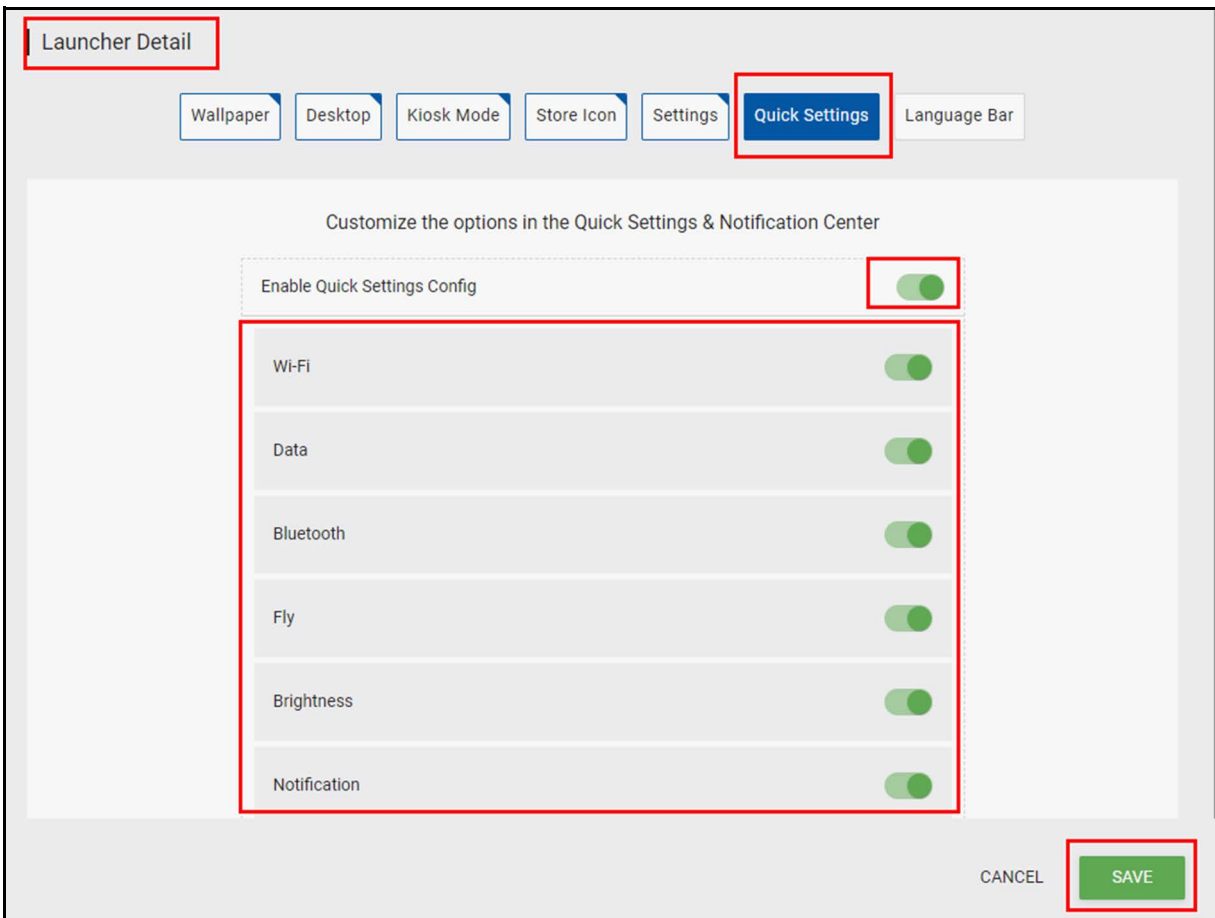 Launcher Detail
Wallpaper Desktop Kiosk Mode Store Icon Settings Quick Settings Language Bar
Customize the options in the Quick Settings & Notification Center
Enable Quick Settings Config
Wi-Fi
Data
Bluetooth
Fly
Brightness
Notification
CANCEL SAVE